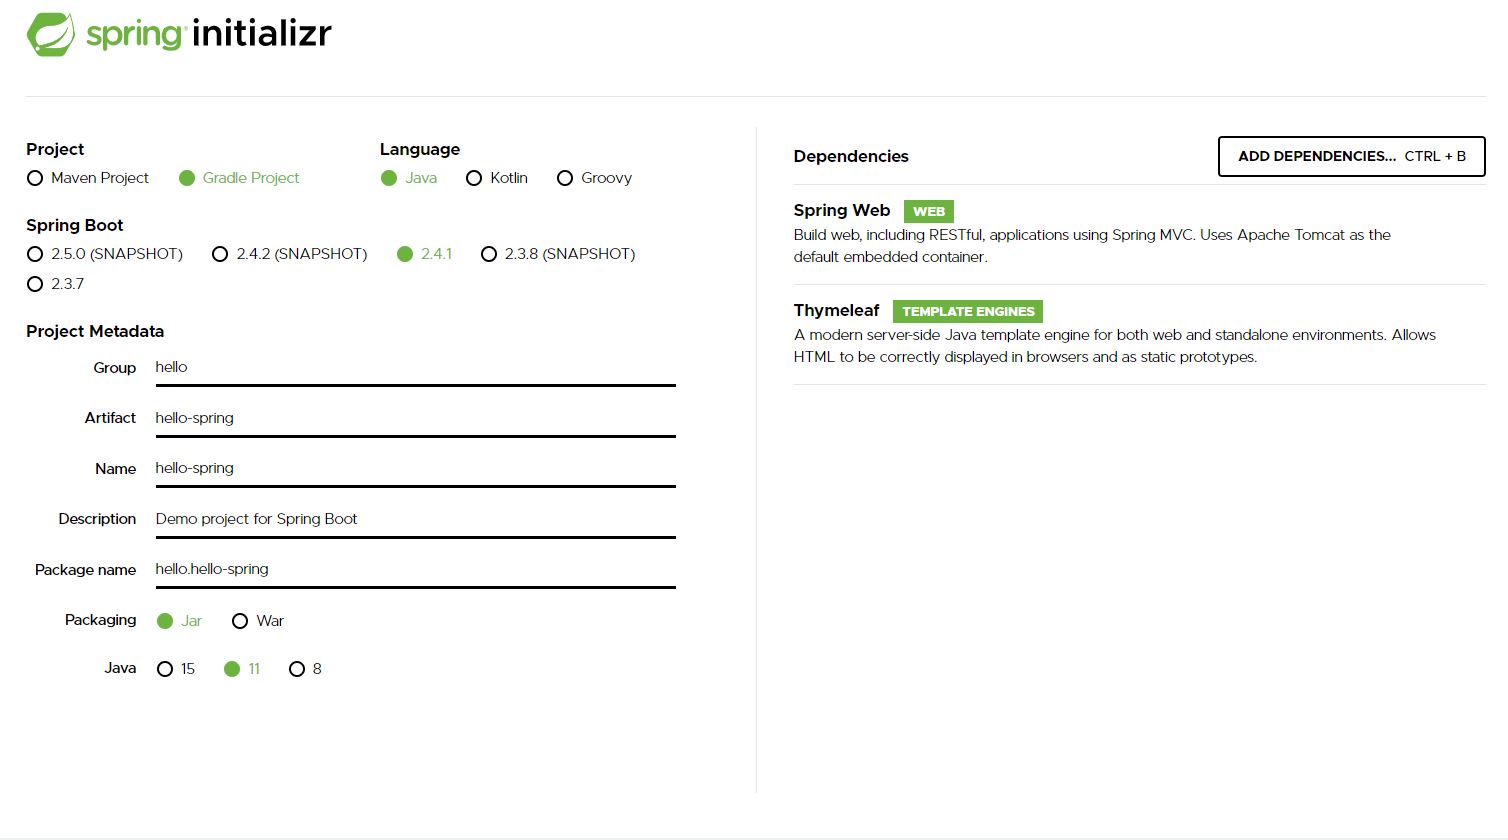 spring initializr
Project
Maven Project Gradle Project
Language
Java Kotlin Groovy
Spring Boot
2.5.0 (SNAPSHOT) 2.4.2 (SNAPSHOT) 2.4.1 2.3.8 (SNAPSHOT)
2.3.7
Project Metadata
Group hello
Artifact hello-spring
Name hello-spring
Description Demo project for Spring Boot
Package name hello.hello-spring
Packaging Jar War
Java 15 11 8
Dependencies
ADD DEPENDENCIES... CTRL + B
Spring Web WEB
Build web, including RESTful, applications using Spring MVC. Uses Apache Tomcat as the
default embedded container.
Thymeleaf TEMPLATE ENGINES
A modern server-side Java template engine for both web and standalone environments. Allows
HTML to be correctly displayed in browsers and as static prototypes.